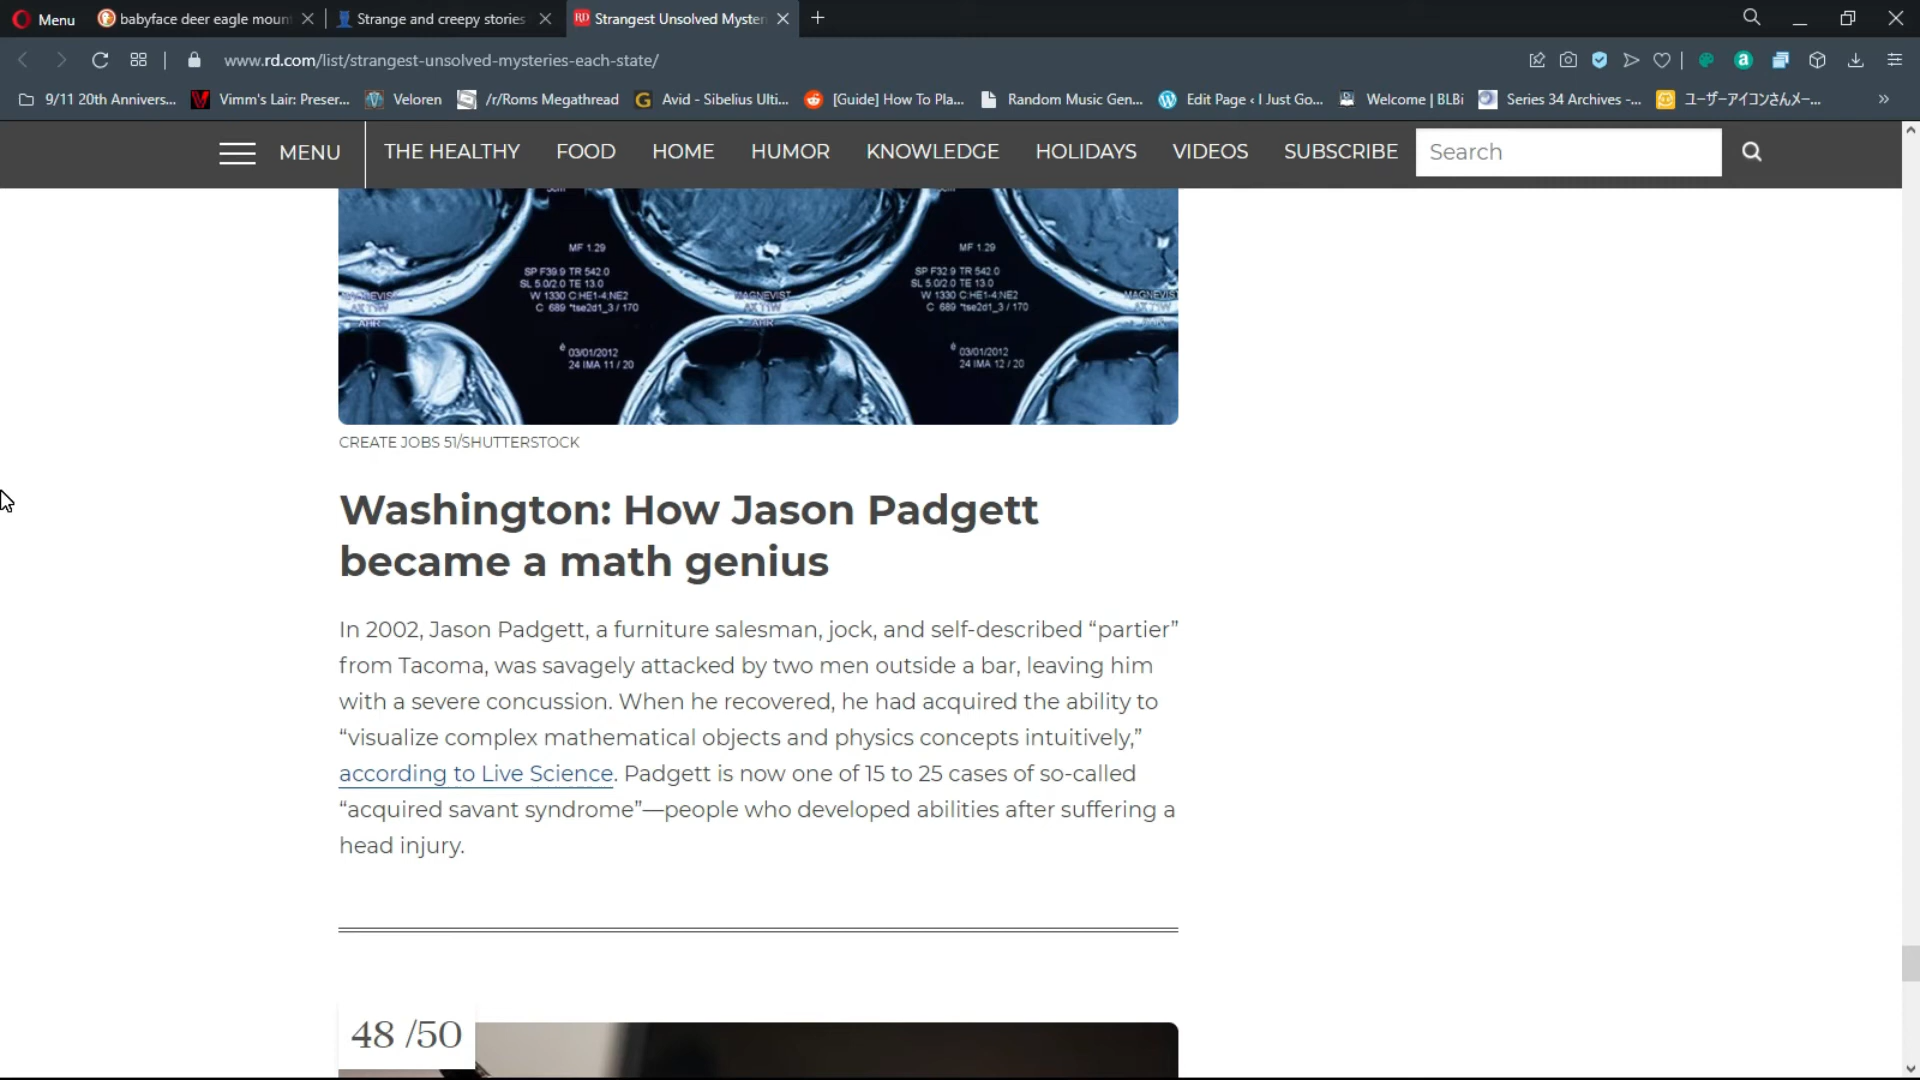 Menu
babyface deer eagle moun
Strange and creepy stories
RD Strangest Unsolved Myster
www.rd.com/list/strangest-unsolved-mysteries-each-state/
9/11 20th Annivers...
Vimm's Lair: Preser...
Veloren
/r/Roms Megathread
G Avid - Sibelius Ulti...
[Guide] How To Pla...
Random Music Gen...
Edit Page ‹ I Just Go...
Welcome | BLBi
Series 34 Archives -...
ユーザーアイコンさんメー...
MENU
THE HEALTHY
FOOD
HOME
HUMOR
KNOWLEDGE
HOLIDAYS
VIDEOS
SUBSCRIBE
Search
MF 1.29
SP F39.9 TR 542.0
SL 5.0/2.0 TE 13.0
W 1330 C:HE1-4;NE2
C 689 *tse2d1_3 / 170
MF 1.29
SP F32.9 TR 542.0
SL 5.0/2.0 TE 13.0
W 1330 C:HE1-4;NE2
C 689 *tse2d1_3 / 170
MAGNEVIST
AHR
03/01/2012
24 IMA 11 / 20
03/01/2012
24 IMA 12 / 20
CREATE JOBS 51/SHUTTERSTOCK
Washington: How Jason Padgett
became a math genius
In 2002, Jason Padgett, a furniture salesman, jock, and self-described “partier”
from Tacoma, was savagely attacked by two men outside a bar, leaving him
with a severe concussion. When he recovered, he had acquired the ability to
“visualize complex mathematical objects and physics concepts intuitively,”
according to Live Science. Padgett is now one of 15 to 25 cases of so-called
“acquired savant syndrome”—people who developed abilities after suffering a
head injury.
48 /50